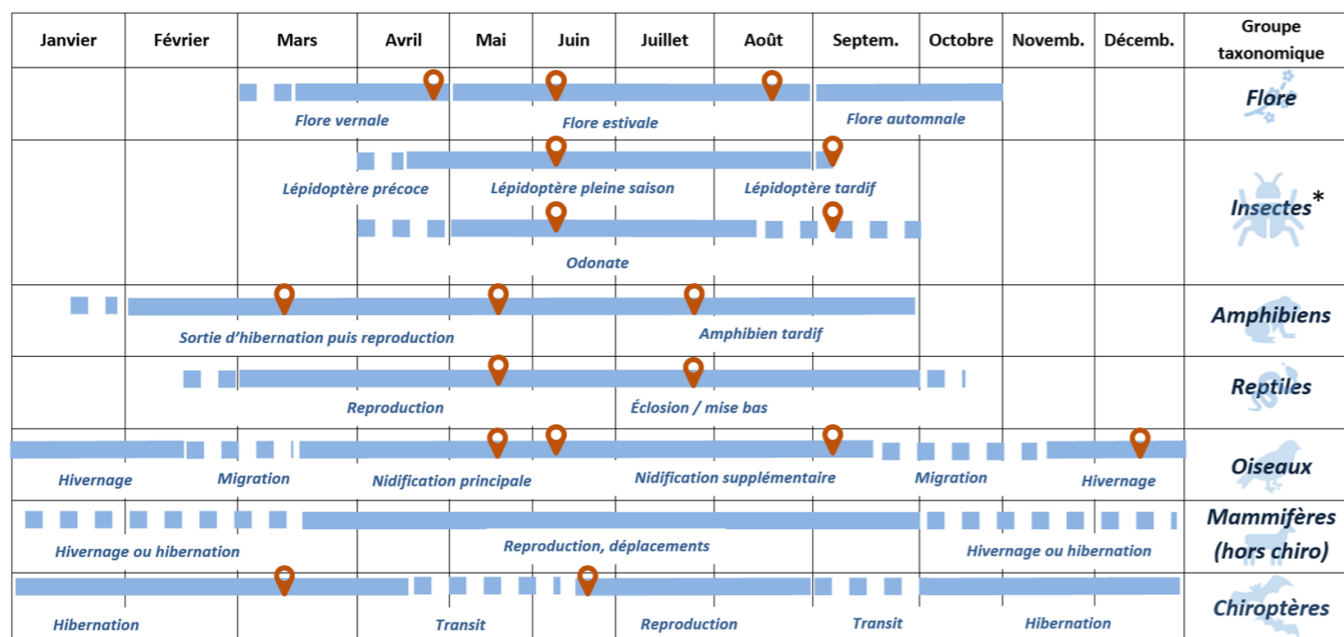 Janvier Février Mars Avril Mai Juin Juillet Août Septem. Octobre Novemb. Décemb. Groupe
taxonomique
Flore
Flore vernale Flore estivale Flore automnale
Lépidoptère précoce Lépidoptère pleine saison Lépidoptère tardif
Insectes*
Odonate
Amphibiens
Sortie d’hibernation puis reproduction Amphibien tardif
Reptiles
Reproduction Éclosion / mise bas
Oiseaux
Hivernage Migration Nidification principale Nidification supplémentaire Migration Hivernage
Mammifères
(hors chiro)
Hivernage ou hibernation Reproduction, déplacements Hivernage ou hibernation
Chiroptères
Hibernation Transit Reproduction Transit Hibernation